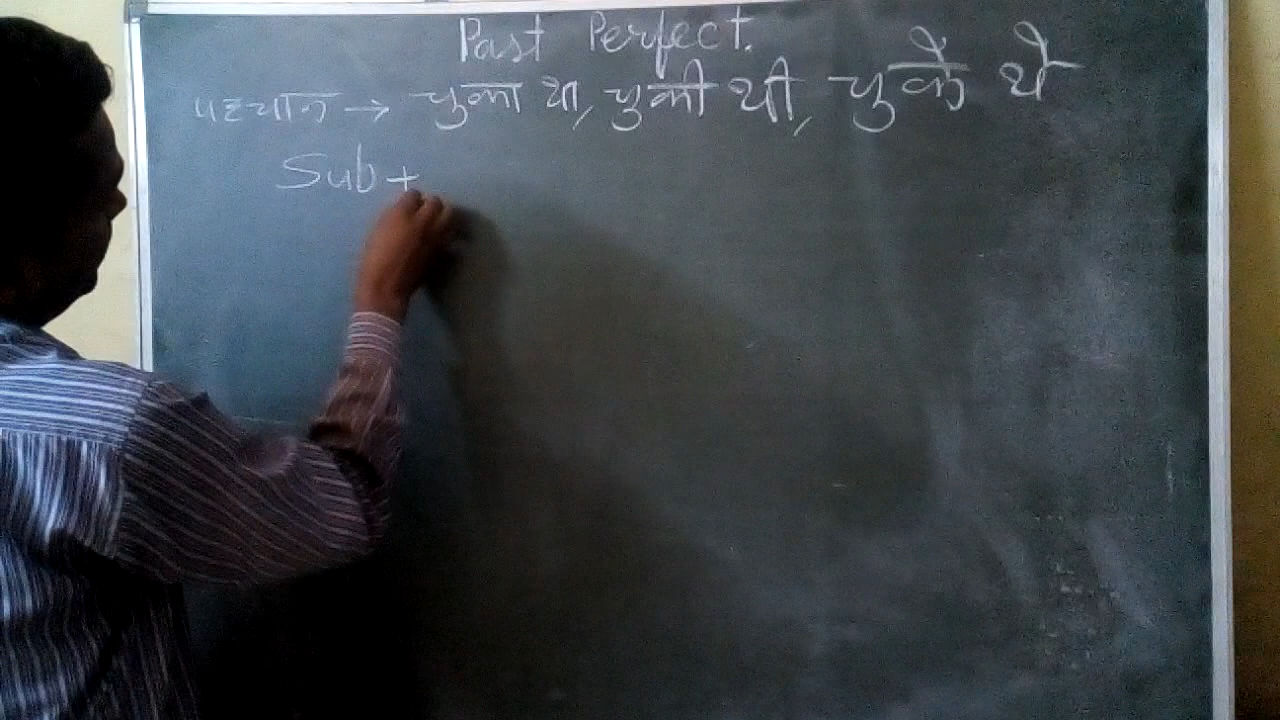 Past Perfect.
पहचान → चुका था, चुकी थी, चुके थे
Sub +